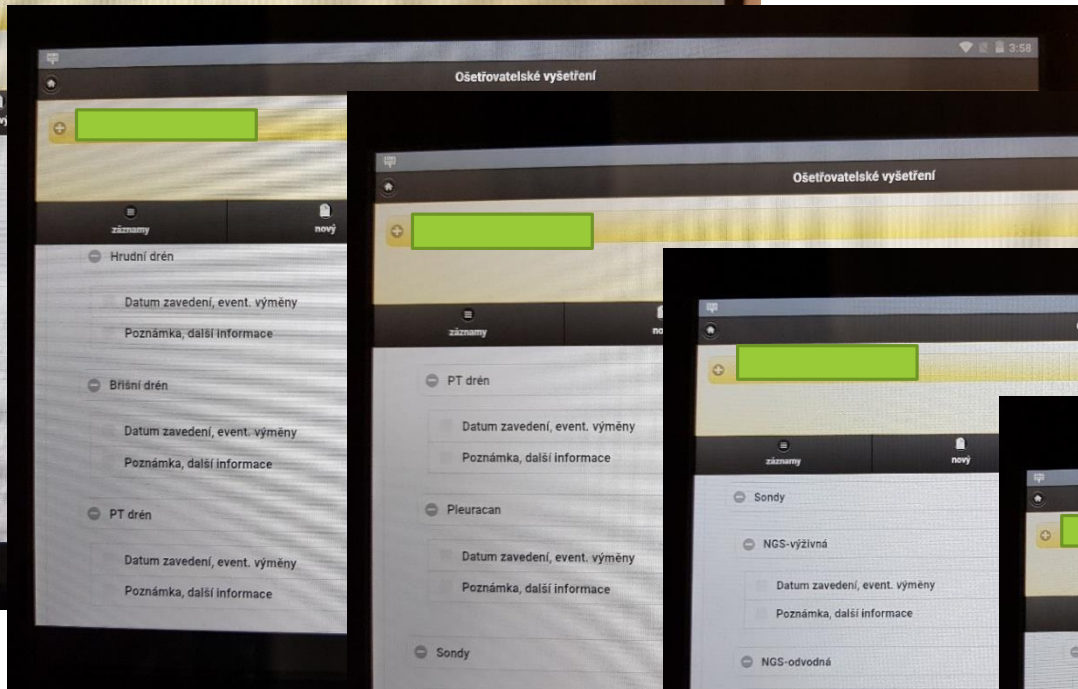 3:58
Ošetřovatelské vyšetření
záznamy
nový
Hrudní drén
Datum zavedení, event. výměny
Poznámka, další informace
Břišní drén
Datum zavedení, event. výměny
Poznámka, další informace
PT drén
Datum zavedení, event. výměny
Poznámka, další informace
Ošetřovatelské vyšetření
záznamy
no
PT drén
Datum zavedení, event. výměny
Poznámka, další informace
Pleuracan
Datum zavedení, event. výměny
Poznámka, další informace
Sondy
záznamy
nový
Sondy
NGS-výživná
Datum zavedení, event. výměny
Poznámka, další informace
NGS-odvodná